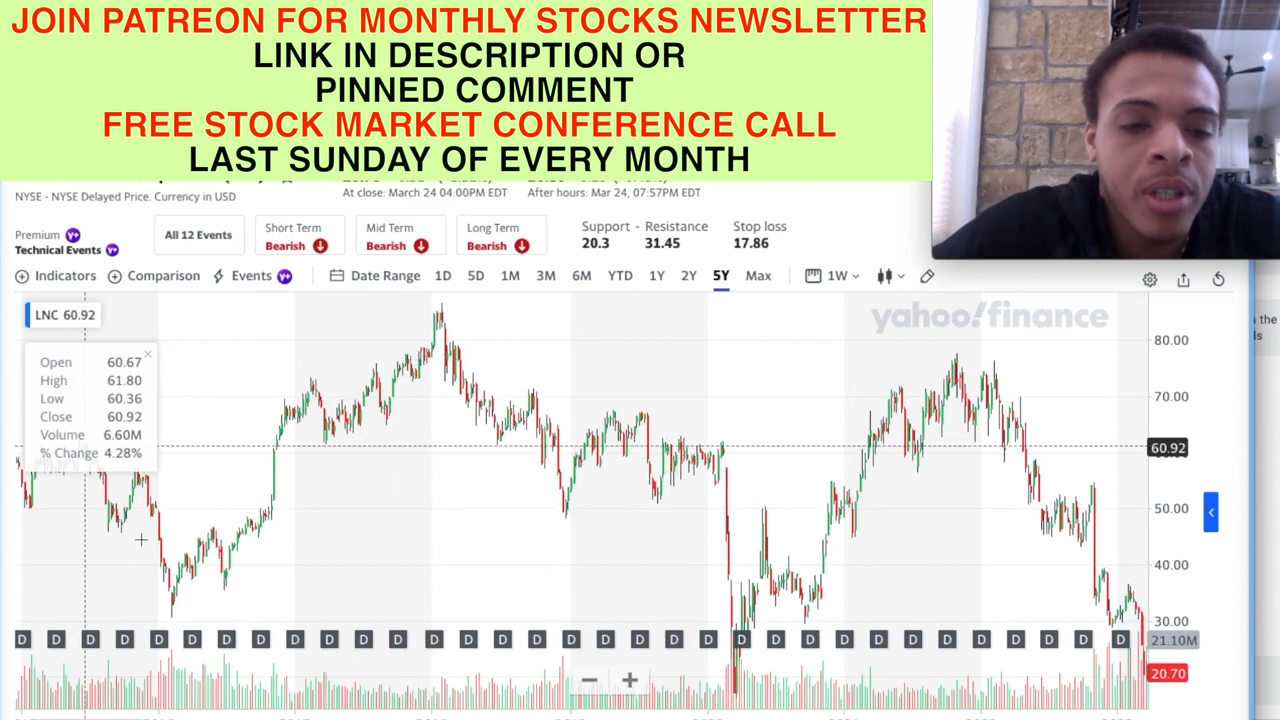 JOIN PATREON FOR MONTHLY STOCKS NEWSLETTER
LINK IN DESCRIPTION OR
PINNED COMMENT
FREE STOCK MARKET CONFERENCE CALL
LAST SUNDAY OF EVERY MONTH
NYSE - NYSE Delayed Price. Currency in USD
At close: March 24 04:00PM EDT
After hours: Mar 24, 07:57PM EDT
Premium y+
Technical Events y+
All 12 Events
Short Term
Bearish
Mid Term
Bearish
Long Term
Bearish
Support - Resistance
20.3 31.45
Stop loss
17.86
Indicators Comparison Events y+ Date Range 1D 5D 1M 3M 6M YTD 1Y 2Y 5Y Max 1W
LNC 60.92
yahoo!finance
Open 60.67
High 61.80
Low 60.36
Close 60.92
Volume 6.60M
% Change 4.28%
80.00
70.00
60.92
50.00
40.00
30.00
D D D D D D D D D D D D D D D D D D D D D D D D D D D D D D D D D
21.10M
20.70